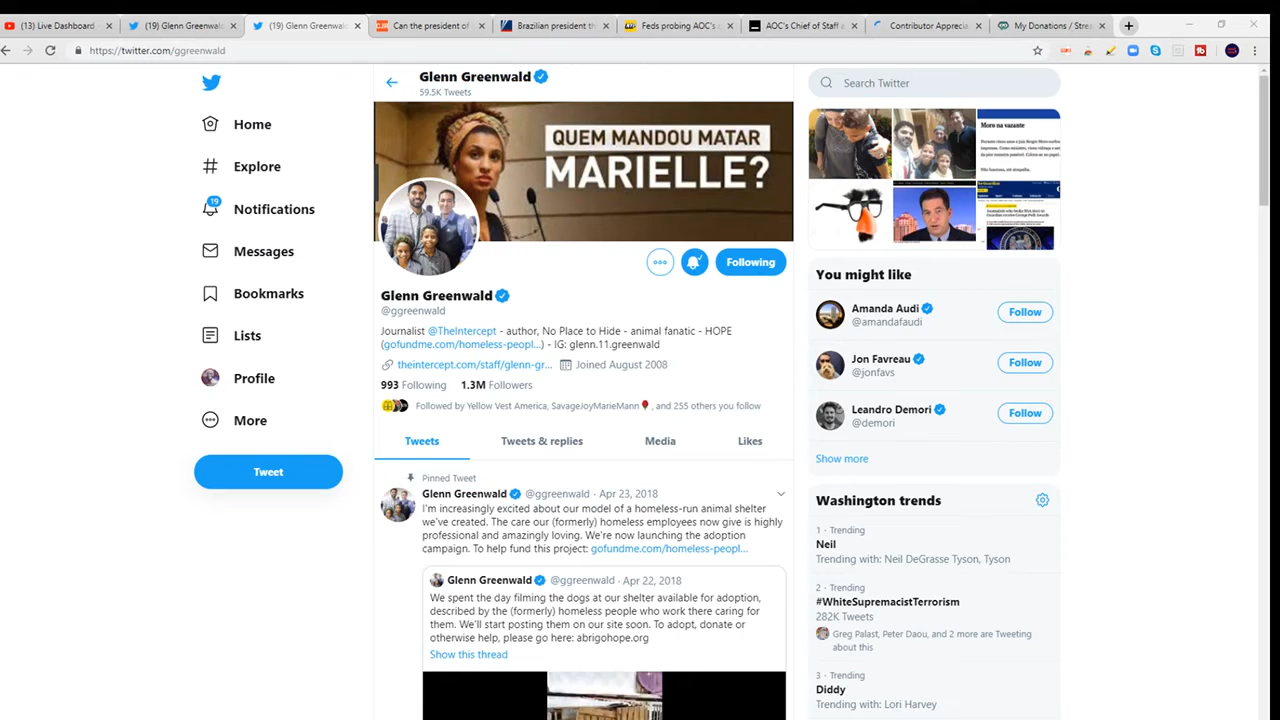 (13) Live Dashboard
(19) Glenn Greenwald
(19) Glenn Greenwald
Can the president of
Brazilian president th
Feds probing AOC's
AOC's Chief of Staff
Contributor Apprecia
My Donations / Strea
https://twitter.com/ggreenwald
Glenn Greenwald
59.5K Tweets
QUEM MANDOU MATAR
MARIELLE?
Following
Glenn Greenwald
@ggreenwald
Journalist @TheIntercept - author, No Place to Hide - animal fanatic - HOPE
(gofundme.com/homeless-peopl...) - IG: glenn.11.greenwald
theintercept.com/staff/glenn-gr... Joined August 2008
993 Following 1.3M Followers
Followed by Yellow Vest America, SavageJoyMarieMann🌹, and 255 others you follow
Tweets Tweets & replies Media Likes
Pinned Tweet
Glenn Greenwald @ggreenwald · Apr 23, 2018
I'm increasingly excited about our model of a homeless-run animal shelter
we've created. The care our (formerly) homeless employees now give is highly
professional and amazingly loving. We're now launching the adoption
campaign. To help fund this project: gofundme.com/homeless-peopl...
Glenn Greenwald @ggreenwald · Apr 22, 2018
We spent the day filming the dogs at our shelter available for adoption,
described by the (formerly) homeless people who work there caring for
them. We'll start posting them on our site soon. To adopt, donate or
otherwise help, please go here: abrigohope.org
Show this thread
Home
Explore
19
Notifications
Messages
Bookmarks
Lists
Profile
More
Tweet
Search Twitter
Moro na vazante
You might like
Amanda Audi
@amandafaudi
Follow
Jon Favreau
@jonfavs
Follow
Leandro Demori
@demori
Follow
Show more
Washington trends
1 · Trending
Neil
Trending with: Neil DeGrasse Tyson, Tyson
2 · Trending
#WhiteSupremacistTerrorism
282K Tweets
Greg Palast, Peter Daou, and 2 more are Tweeting
about this
3 · Trending
Diddy
Trending with: Lori Harvey